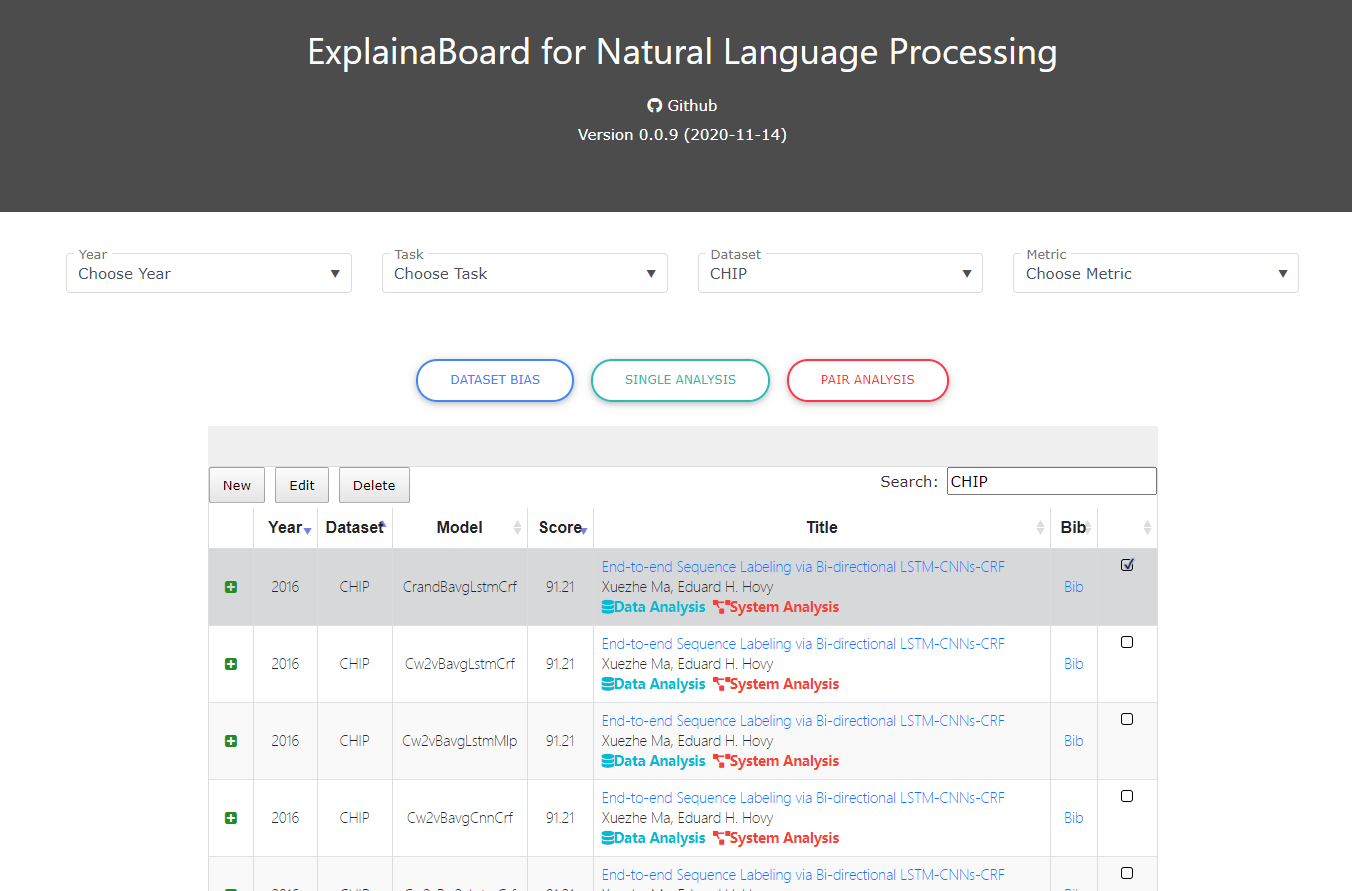 ExplainaBoard for Natural Language Processing
Github
Version 0.0.9 (2020-11-14)
Year Task Dataset Metric
Choose Year Choose Task CHIP Choose Metric
DATASET BIAS SINGLE ANALYSIS PAIR ANALYSIS
New Edit Delete Search: CHIP
Year Dataset Model Score Title Bib
End-to-end Sequence Labeling via Bi-directional LSTM-CNNs-CRF
2016 CHIP CrandBavgLstmCrf 91.21 Xuezhe Ma, Eduard H. Hovy Bib
Data Analysis System Analysis
End-to-end Sequence Labeling via Bi-directional LSTM-CNNs-CRF
2016 CHIP Cw2vBavgLstmCrf 91.21 Xuezhe Ma, Eduard H. Hovy Bib
Data Analysis System Analysis
End-to-end Sequence Labeling via Bi-directional LSTM-CNNs-CRF
2016 CHIP Cw2vBavgLstmMlp 91.21 Xuezhe Ma, Eduard H. Hovy Bib
Data Analysis System Analysis
End-to-end Sequence Labeling via Bi-directional LSTM-CNNs-CRF
2016 CHIP Cw2vBavgCnnCrf 91.21 Xuezhe Ma, Eduard H. Hovy Bib
Data Analysis System Analysis
End-to-end Sequence Labeling via Bi-directional LSTM-CNNs-CRF